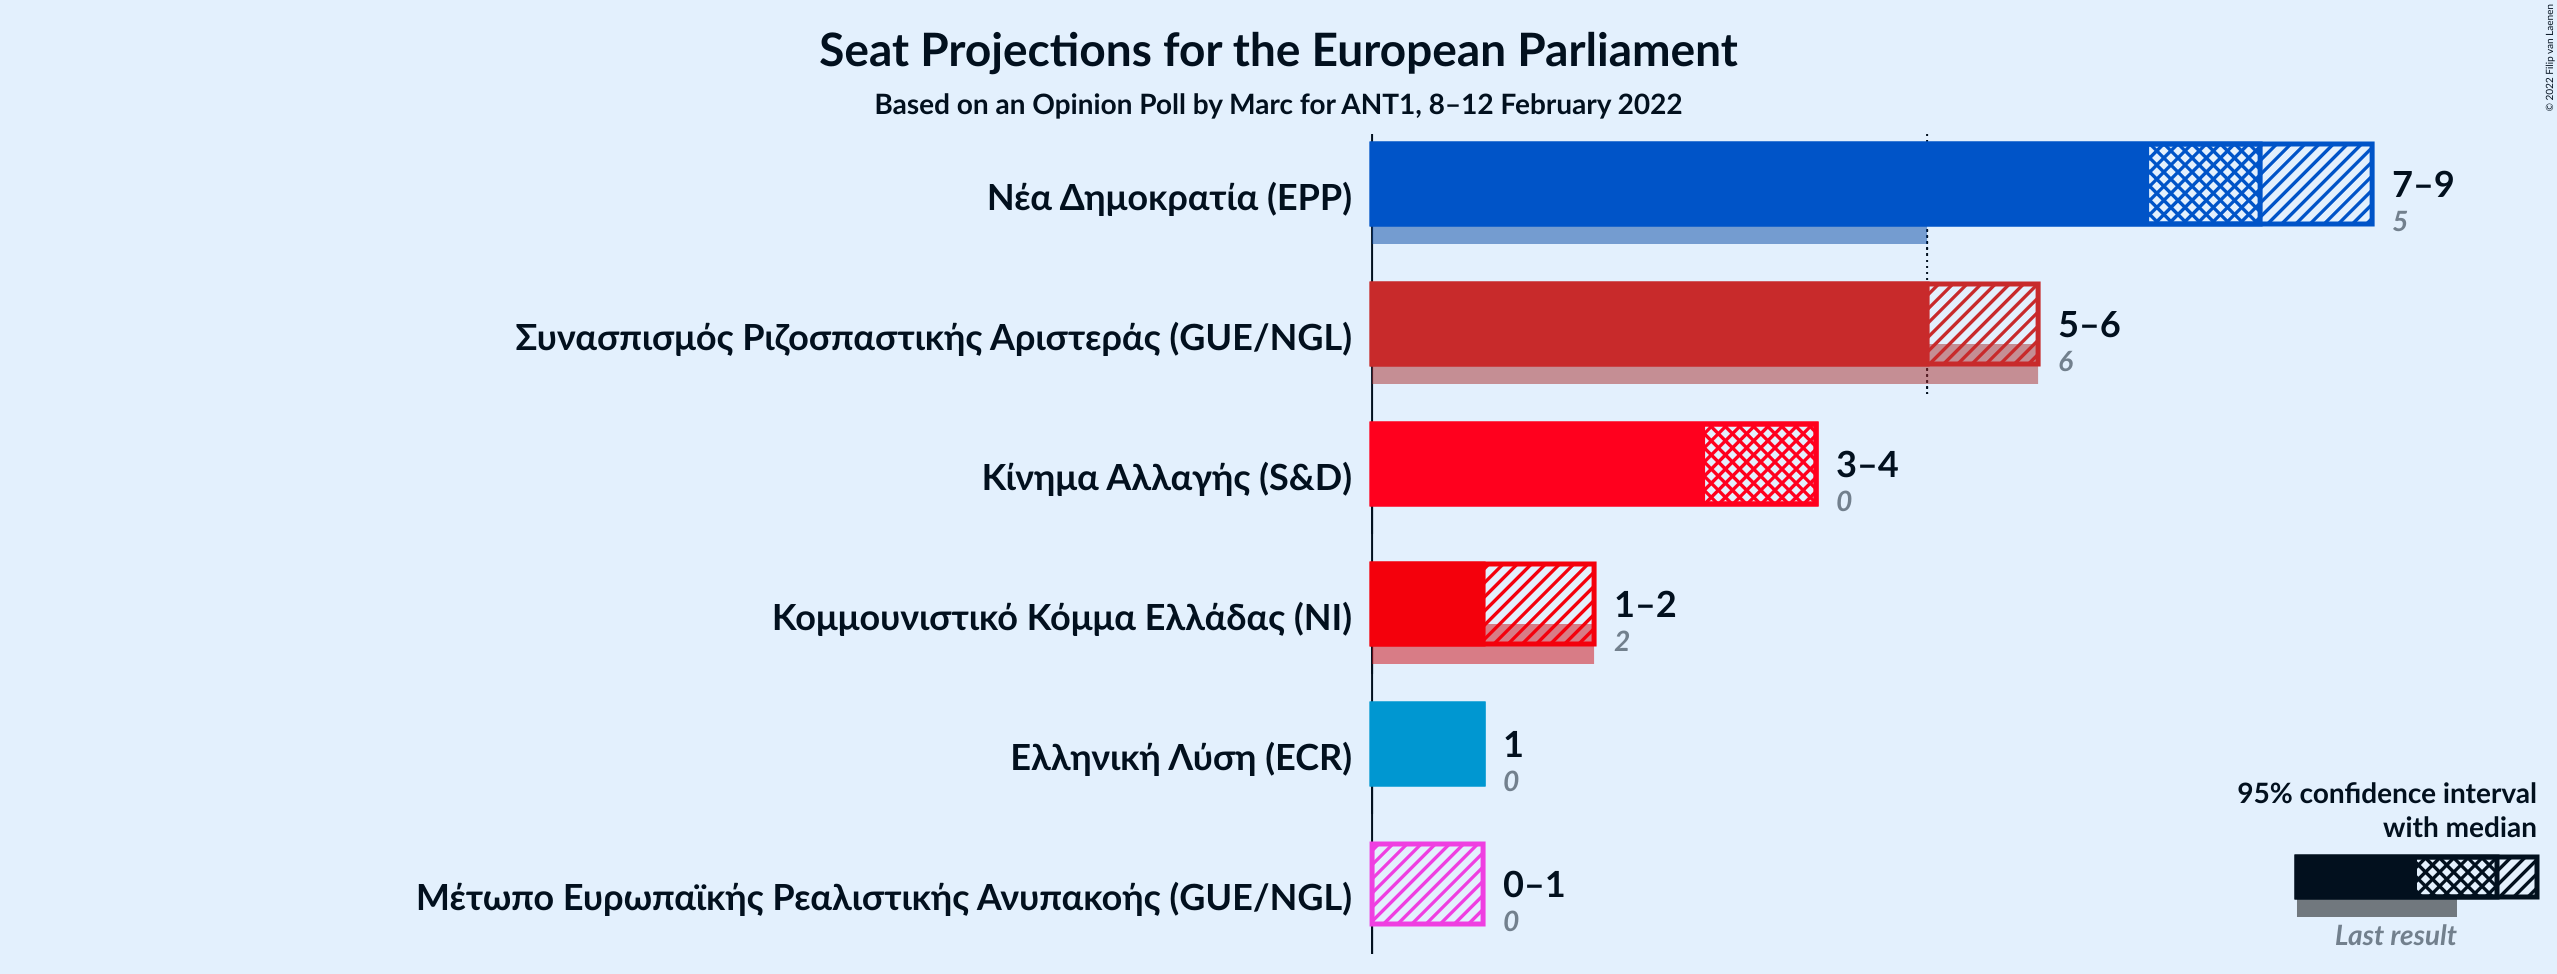 Seat Projections for the European Parliament
Based on an Opinion Poll by Marc for ANT1, 8–12 February 2022
© 2022 Filip van Laenen
Νέα Δημοκρατία (EPP)
7–9
5
Συνασπισμός Ριζοσπαστικής Αριστεράς (GUE/NGL)
5–6
6
Κίνημα Αλλαγής (S&D)
3–4
0
Κομμουνιστικό Κόμμα Ελλάδας (NI)
1–2
2
Ελληνική Λύση (ECR)
1
0
Μέτωπο Ευρωπαϊκής Ρεαλιστικής Ανυπακοής (GUE/NGL)
0–1
0
95% confidence interval
with median
Last result